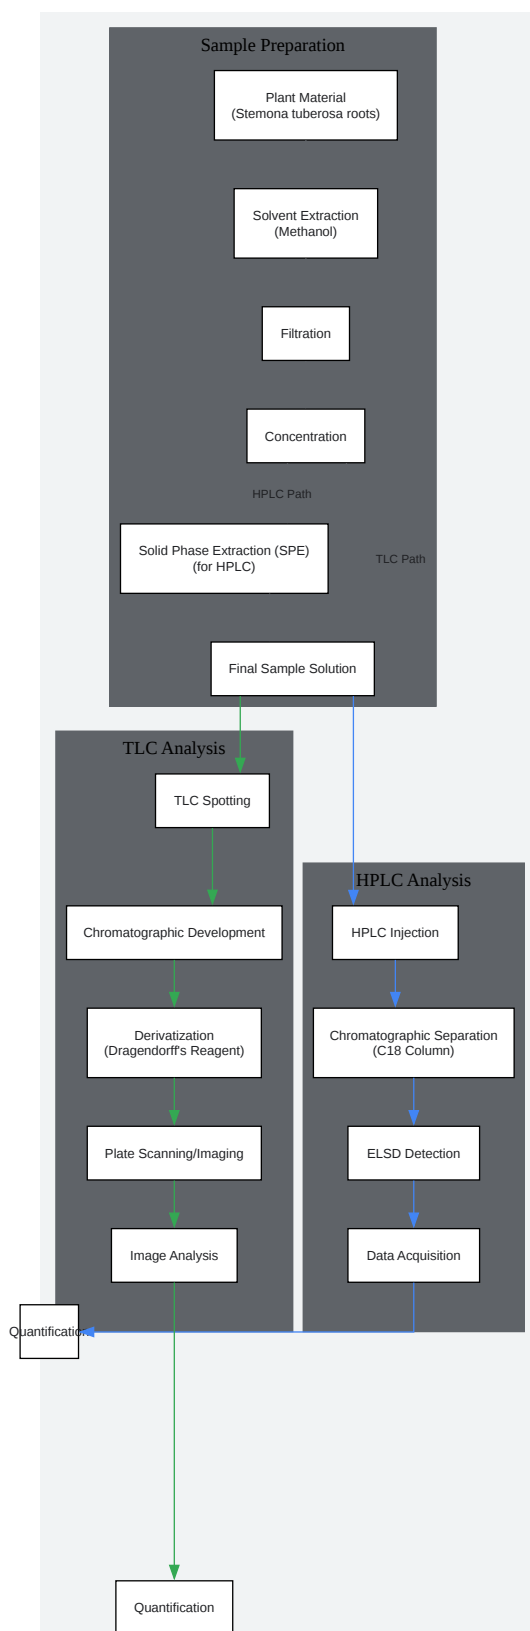 Sample Preparation
Plant Material
(Stemona tuberosa roots)
Solvent Extraction
(Methanol)
Filtration
Concentration
HPLC Path
Solid Phase Extraction (SPE)
(for HPLC)
TLC Path
Final Sample Solution
TLC Analysis
TLC Spotting
Chromatographic Development
Derivatization
(Dragendorff's Reagent)
Plate Scanning/Imaging
Image Analysis
HPLC Analysis
HPLC Injection
Chromatographic Separation
(C18 Column)
ELSD Detection
Data Acquisition
Quantification
Quantification